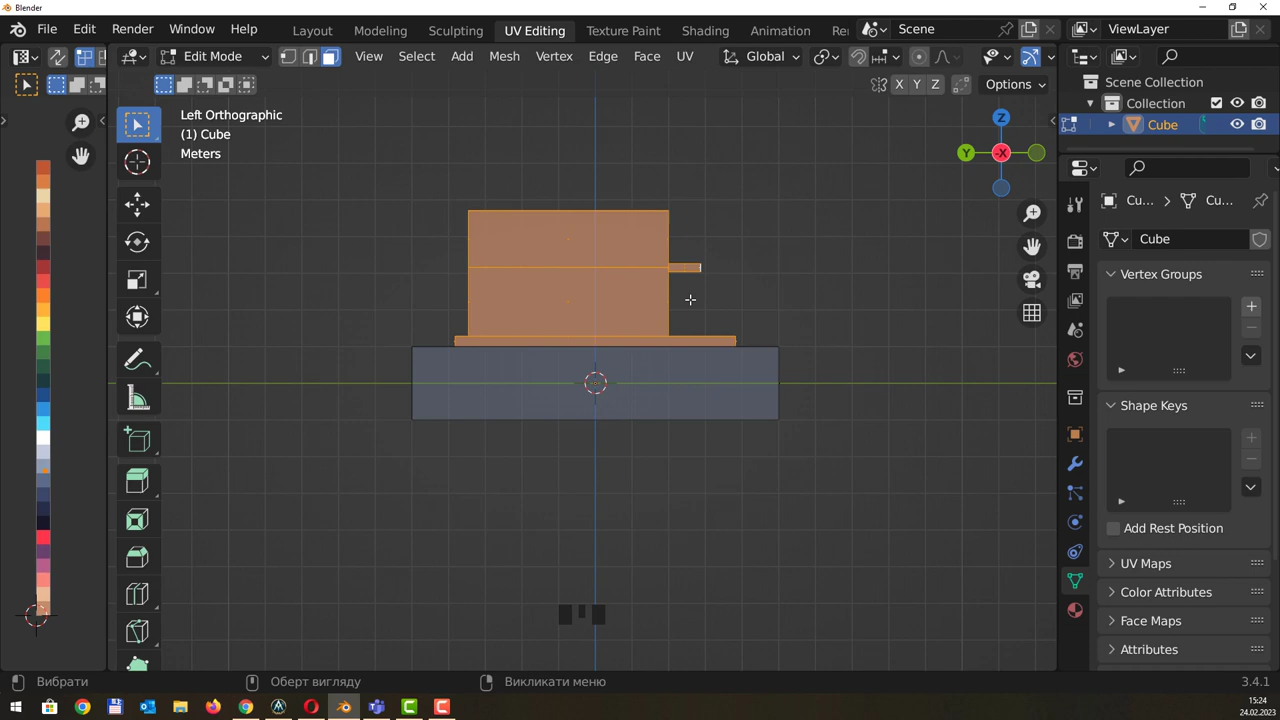 Blender
File Edit Render Window Help
Layout Modeling Sculpting UV Editing Texture Paint Shading Animation Re
Scene
ViewLayer
Edit Mode
View Select Add Mesh Vertex Edge Face UV
Global
X Y Z
Options
Left Orthographic
(1) Cube
Meters
Z
Y
-X
Scene Collection
Collection
Cube
Cu...
Cu...
Cube
Vertex Groups
Shape Keys
Add Rest Position
UV Maps
Color Attributes
Face Maps
Attributes
Вибрати
Оберт вигляду
Викликати меню
3.4.1
15:24
24.02.2023